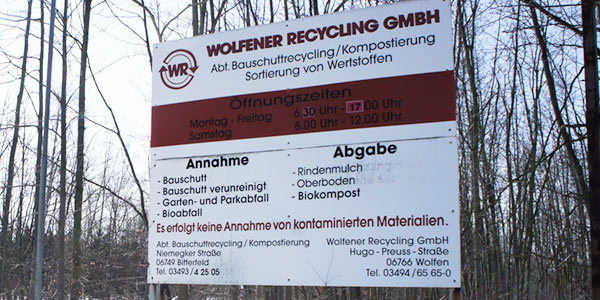 WOLFENER RECYCLING GMBH
WR
Abt. Bauschuttrecycling/Kompostierung
Sortierung von Wertstoffen
Öffnungszeiten
Montag - Freitag 6.30 Uhr - 17.00 Uhr
Samstag 8.00 Uhr - 12.00 Uhr
Annahme
- Bauschutt
- Bauschutt verunreinigt
- Garten- und Parkabfall
- Bioabfall
Abgabe
- Rindenmulch
- Oberboden
- Biokompost
Es erfolgt keine Annahme von kontaminierten Materialien.
Abt. Bauschuttrecycling/Kompostierung
Niemegker Straße
06749 Bitterfeld
Tel. 03493/4 25 05
Wolfener Recycling GmbH
Hugo - Preuss - Straße
06766 Wolfen
Tel. 03494/65 65-0